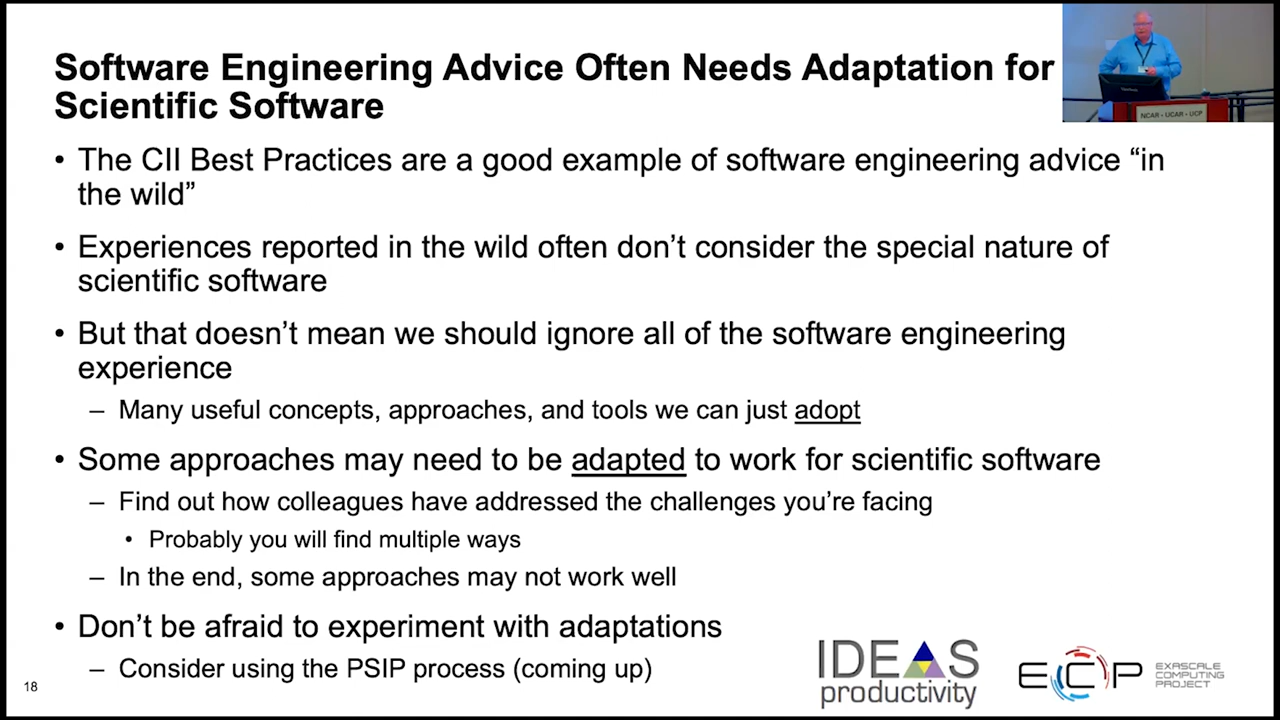 Software Engineering Advice Often Needs Adaptation for
Scientific Software
• The CII Best Practices are a good example of software engineering advice “in
the wild”
• Experiences reported in the wild often don’t consider the special nature of
scientific software
• But that doesn’t mean we should ignore all of the software engineering
experience
– Many useful concepts, approaches, and tools we can just adopt
• Some approaches may need to be adapted to work for scientific software
– Find out how colleagues have addressed the challenges you’re facing
• Probably you will find multiple ways
– In the end, some approaches may not work well
• Don’t be afraid to experiment with adaptations
– Consider using the PSIP process (coming up)
18
IDEAS
productivity
ECP
EXASCALE
COMPUTING
PROJECT
NCAR • UCAR • UCP